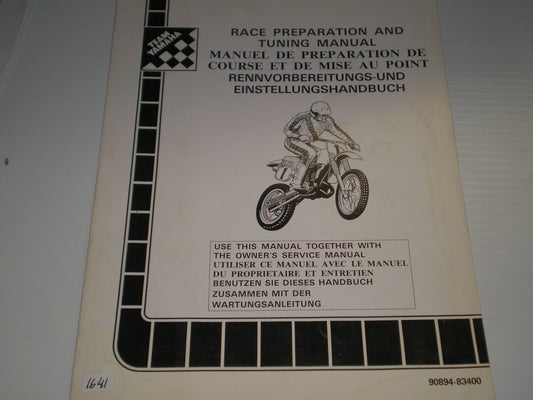 TEAM
YAMAHA
RACE PREPARATION AND
TUNING MANUAL
MANUEL DE PREPARATION DE
COURSE ET DE MISE AU POINT
RENNVORBEREITUNGS-UND
EINSTELLUNGSHANDBUCH
1
USE THIS MANUAL TOGETHER WITH
THE OWNER'S SERVICE MANUAL
UTILISER CE MANUEL AVEC LE MANUEL
DU PROPRIETAIRE ET ENTRETIEN
BENUTZEN SIE DIESES HANDBUCH
ZUSAMMEN MIT DER
WARTUNGSANLEITUNG
1641
90894-83400